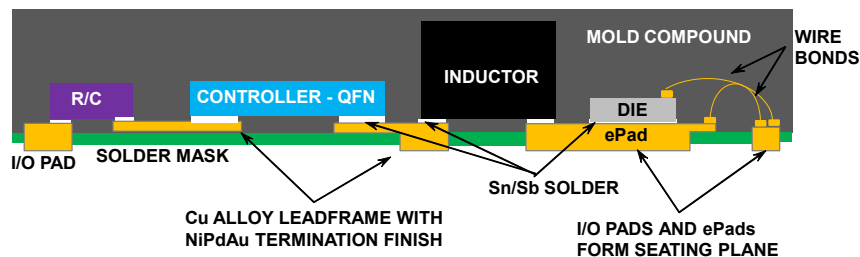 MOLD COMPOUND
WIRE
BONDS
R/C
CONTROLLER - QFN
INDUCTOR
DIE
ePad
I/O PAD
SOLDER MASK
Sn/Sb SOLDER
Cu ALLOY LEADFRAME WITH
NiPdAu TERMINATION FINISH
I/O PADS AND ePads
FORM SEATING PLANE